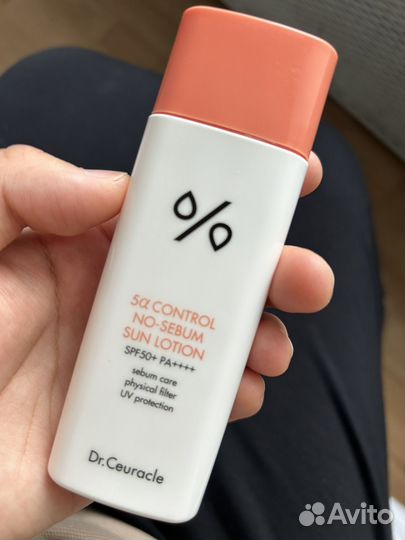 5α CONTROL
NO-SEBUM
SUN LOTION
SPF50+ PA++++
sebum care
physical filter
UV protection
Dr.Ceuracle
Avito